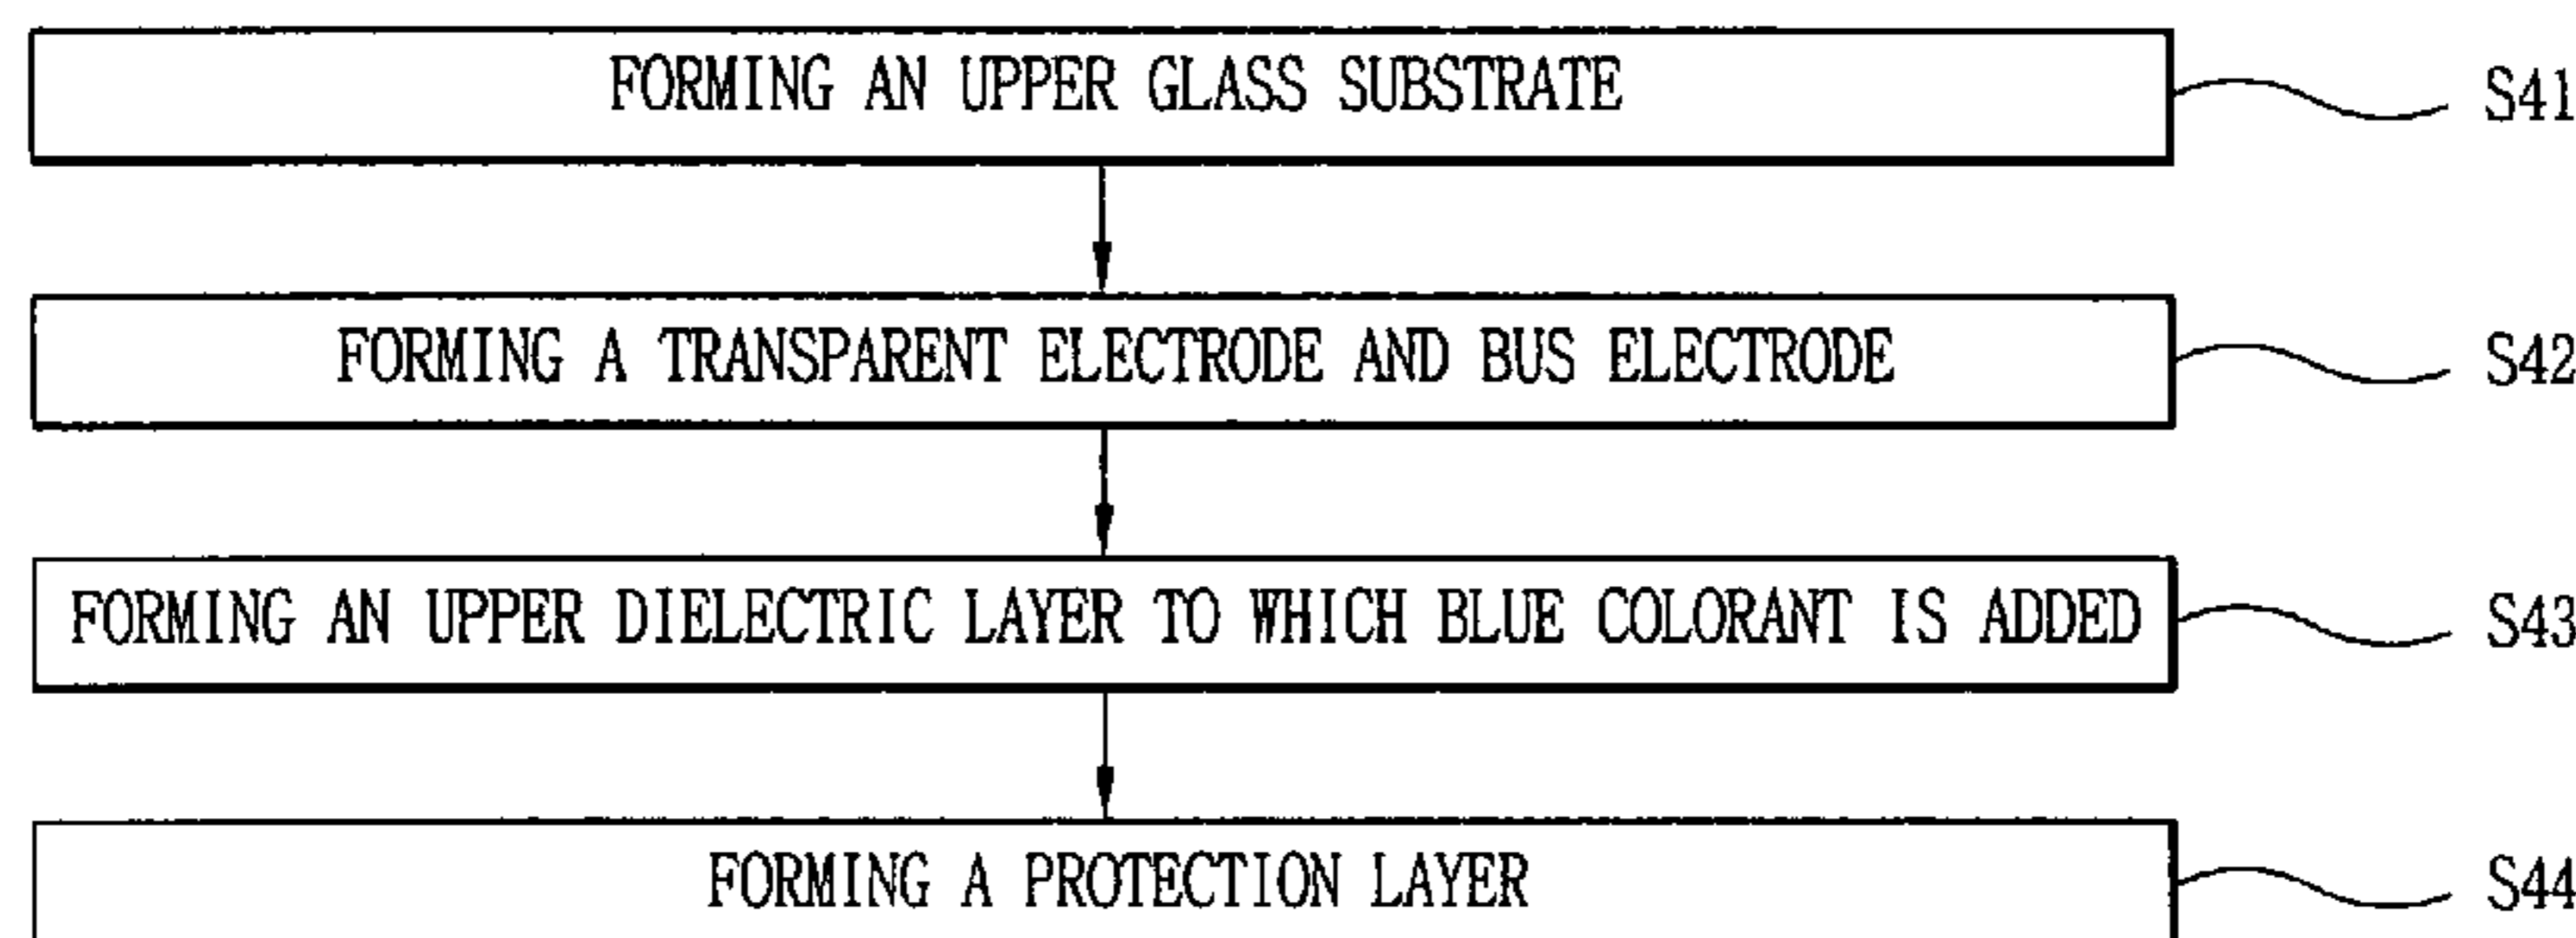 FORMING AN UPPER GLASS SUBSTRATE S41
FORMING A TRANSPARENT ELECTRODE AND BUS ELECTRODE S42
FORMING AN UPPER DIELECTRIC LAYER TO WHICH BLUE COLORANT IS ADDED S43
FORMING A PROTECTION LAYER S44